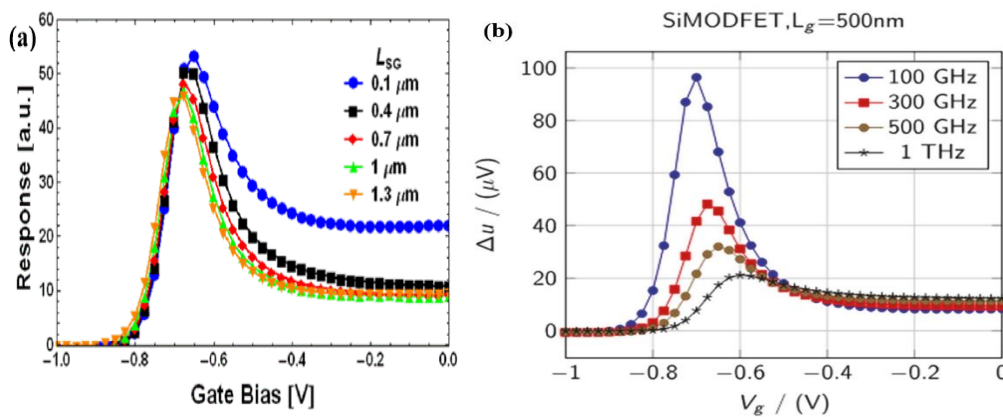 (a)
Response [a.u.]
60
50
40
30
20
10
0
-1.0 -0.8 -0.6 -0.4 -0.2 0.0
Gate Bias [V]
L_SG
0.1 μm
0.4 μm
0.7 μm
1 μm
1.3 μm
(b)
SiMODFET,L_g=500nm
Δu / (μV)
100
80
60
40
20
0
−1 −0.8 −0.6 −0.4 −0.2 0
V_g / (V)
100 GHz
300 GHz
500 GHz
1 THz